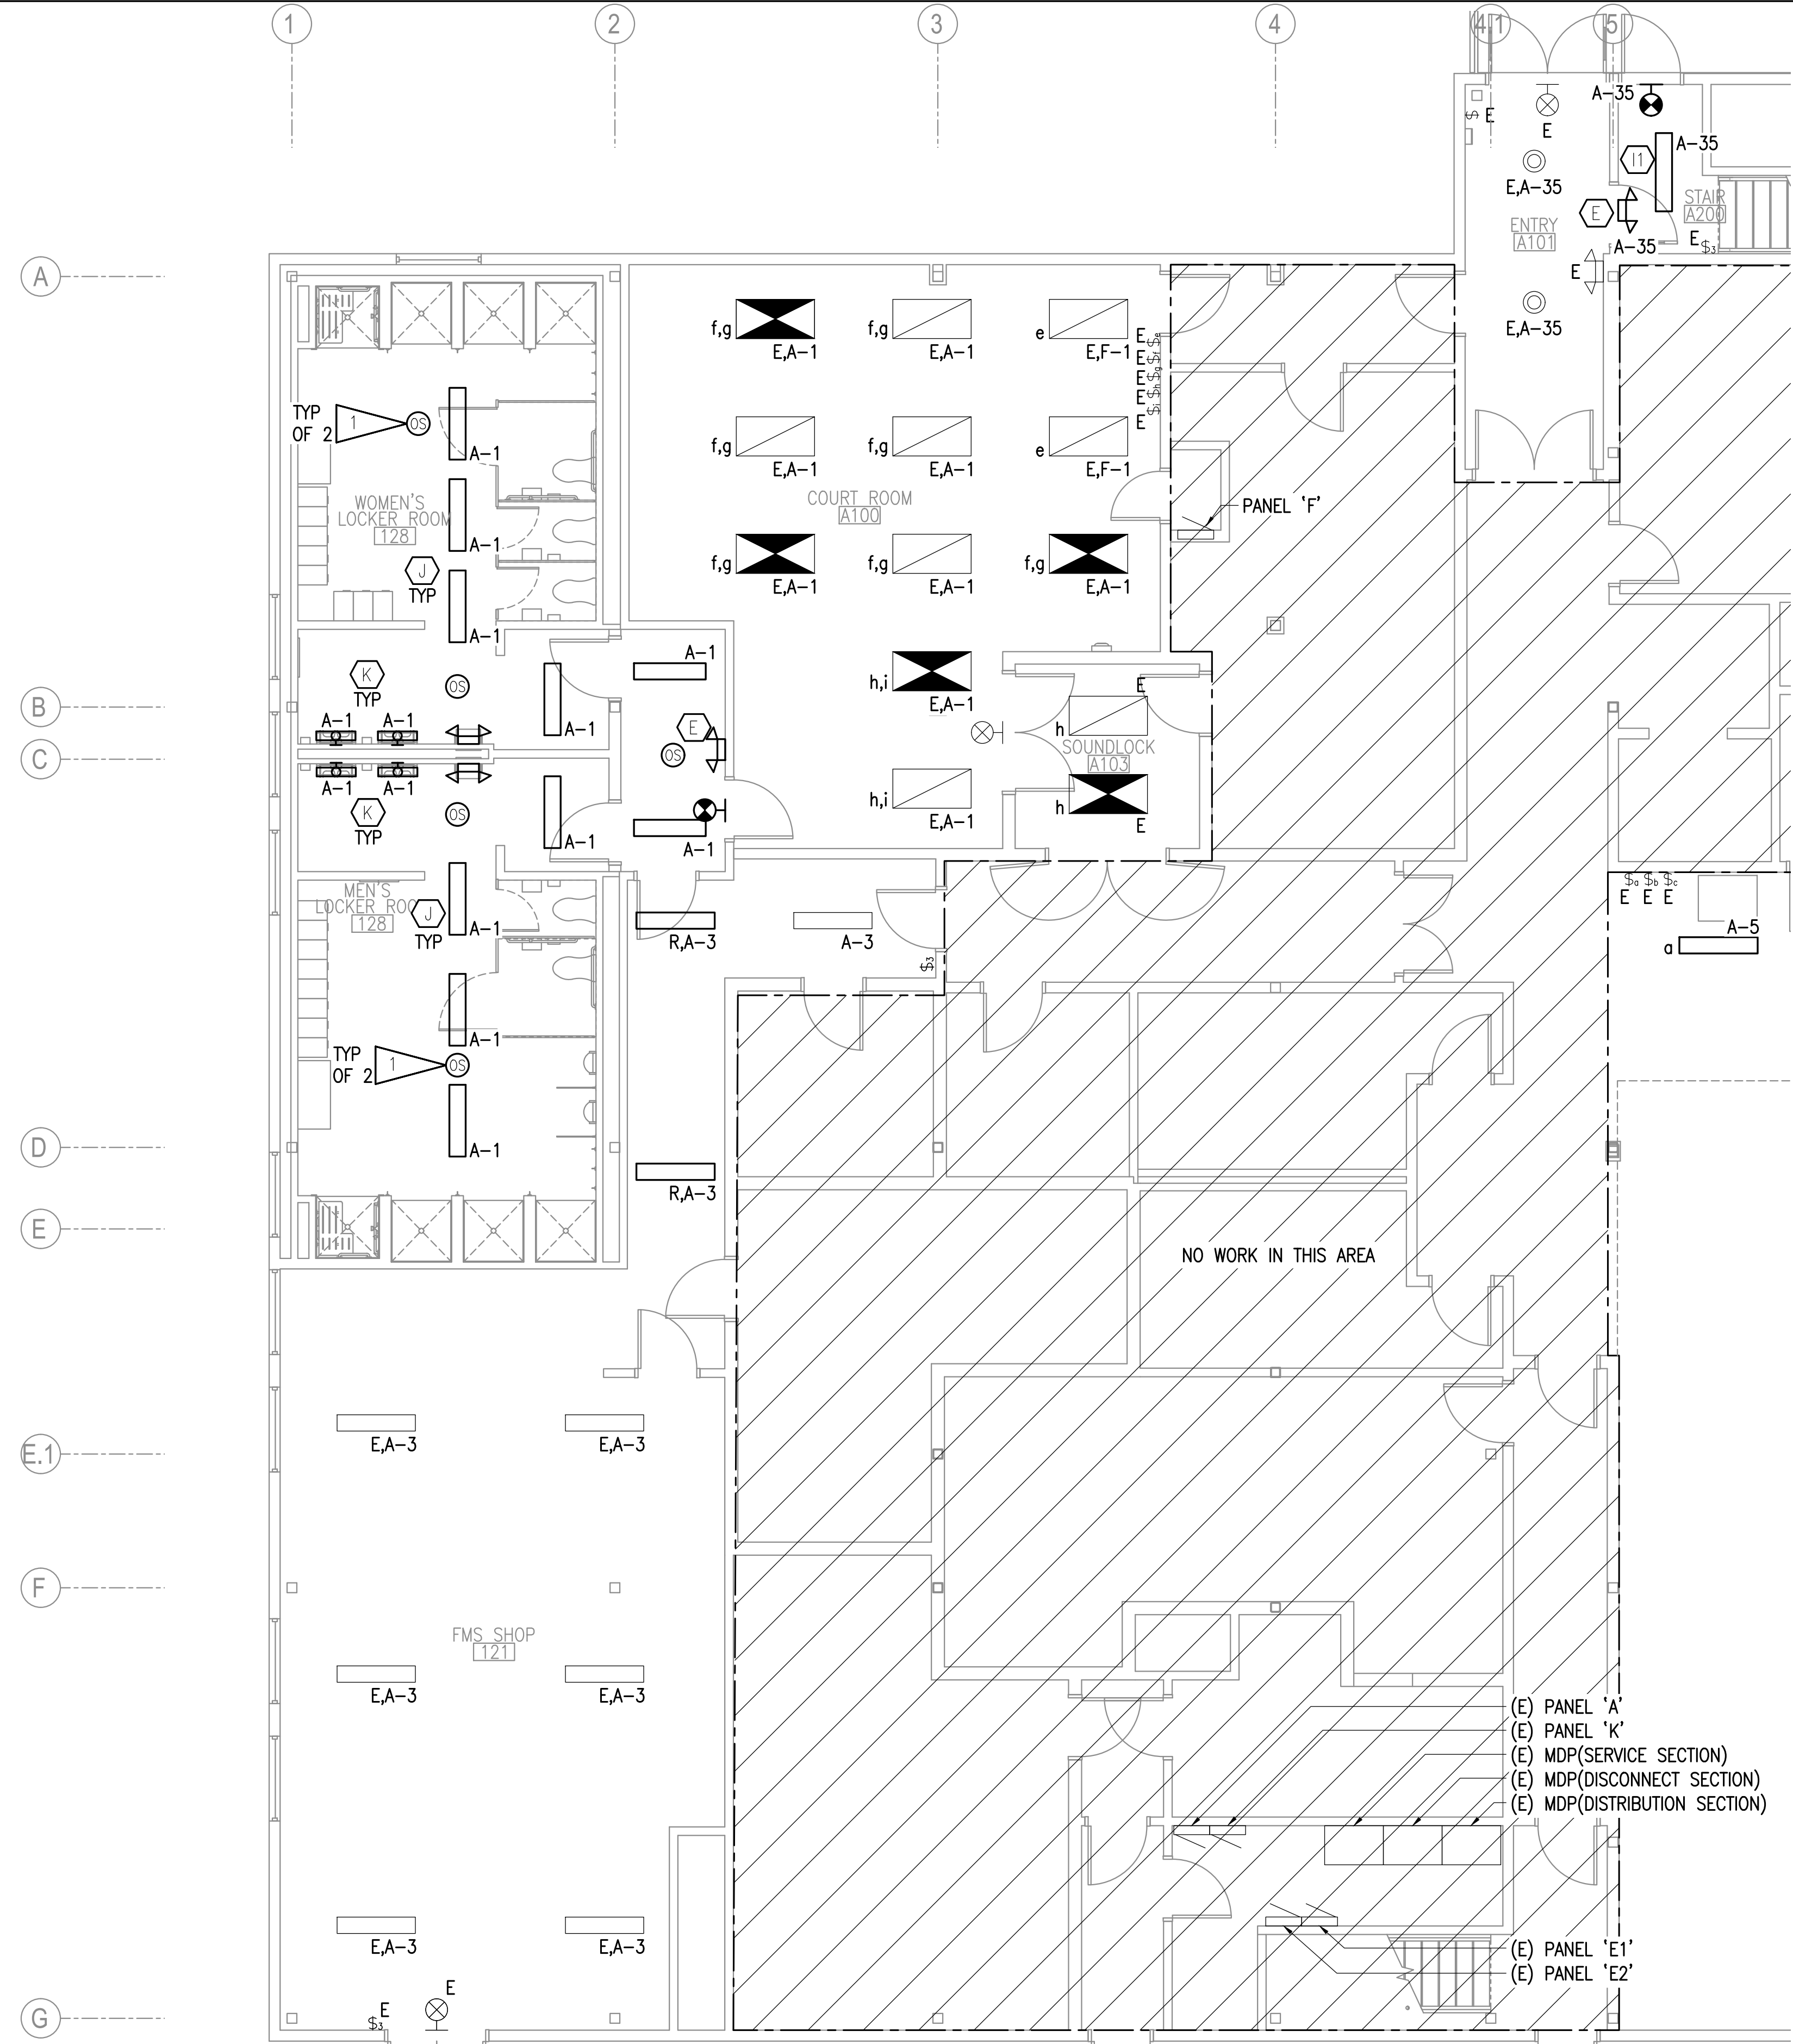 1
2
3
4
4.1
5
A-35
E
E
A-35
I1
E,A-35
E
STAIR
A200
ENTRY
A101
A-35
E
$3
E
E,A-35
A
f,g
E,A-1
f,g
E,A-1
e
E,F-1
E
$e
E
$f
E
$g
E
$h
E
$i
TYP
OF 2
1
OS
A-1
f,g
E,A-1
f,g
E,A-1
e
E,F-1
COURT ROOM
A100
PANEL 'F'
WOMEN'S
LOCKER ROOM
128
A-1
J
TYP
f,g
E,A-1
f,g
E,A-1
f,g
E,A-1
A-1
A-1
K
TYP
OS
h,i
E,A-1
E
h
B
A-1
A-1
A-1
E
OS
SOUNDLOCK
A103
C
A-1
A-1
K
TYP
OS
A-1
A-1
h,i
E,A-1
h
E
MEN'S
LOCKER ROO
128
J
TYP
A-1
R,A-3
A-3
$3
$a $b $c
E E E
A-5
a
A-1
TYP
OF 2
1
OS
A-1
D
R,A-3
E
NO WORK IN THIS AREA
E,A-3
E,A-3
E.1
F
FMS SHOP
121
E,A-3
E,A-3
(E) PANEL 'A'
(E) PANEL 'K'
(E) MDP(SERVICE SECTION)
(E) MDP(DISCONNECT SECTION)
(E) MDP(DISTRIBUTION SECTION)
E,A-3
E,A-3
(E) PANEL 'E1'
(E) PANEL 'E2'
E
E
$3
G